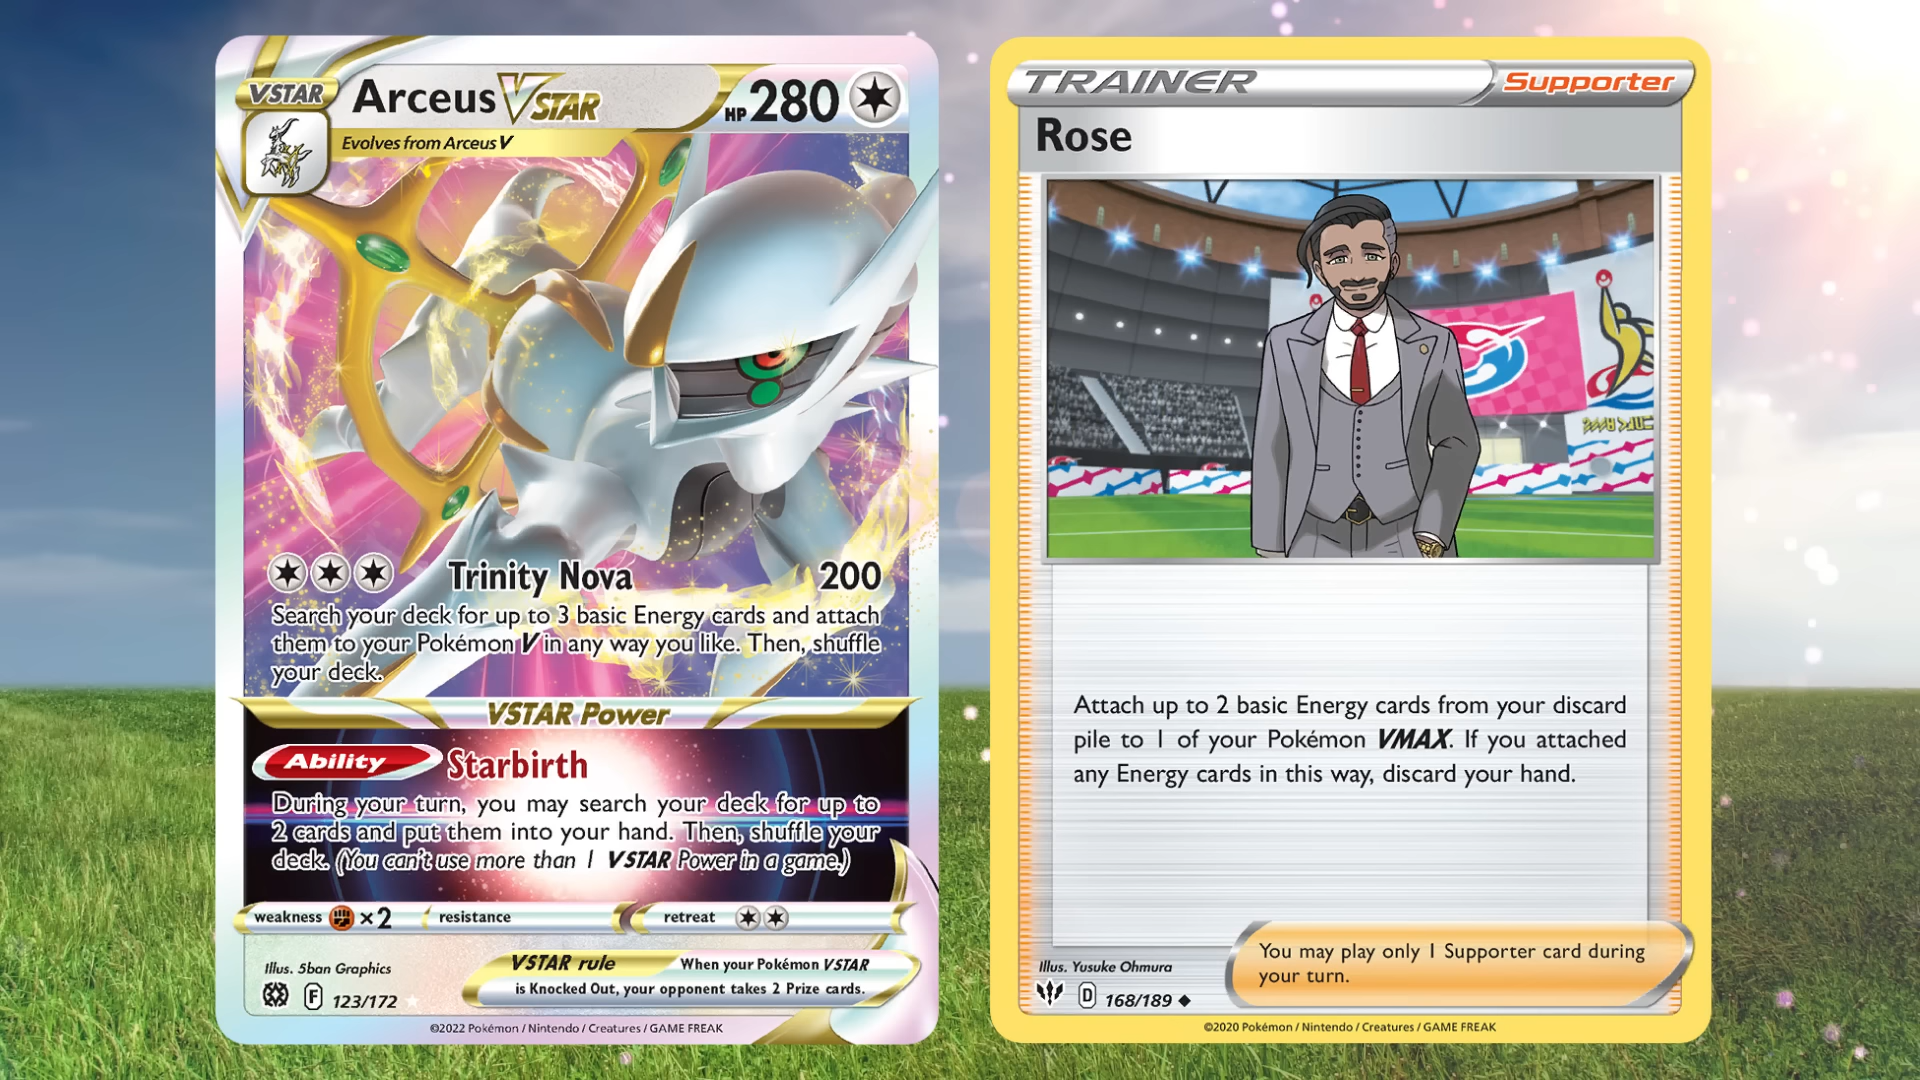 VSTAR
Arceus VSTAR
HP 280
Evolves from Arceus V
Trinity Nova 200
Search your deck for up to 3 basic Energy cards and attach
them to your Pokémon V in any way you like. Then, shuffle
your deck.
VSTAR Power
Ability Starbirth
During your turn, you may search your deck for up to
2 cards and put them into your hand. Then, shuffle your
deck. (You can't use more than 1 VSTAR Power in a game.)
weakness ×2 resistance retreat
Illus. 5ban Graphics
F 123/172
VSTAR rule When your Pokémon VSTAR
is Knocked Out, your opponent takes 2 Prize cards.
©2022 Pokémon / Nintendo / Creatures / GAME FREAK
TRAINER Supporter
Rose
Attach up to 2 basic Energy cards from your discard
pile to 1 of your Pokémon VMAX. If you attached
any Energy cards in this way, discard your hand.
You may play only 1 Supporter card during
your turn.
Illus. Yusuke Ohmura
D 168/189
©2020 Pokémon / Nintendo / Creatures / GAME FREAK